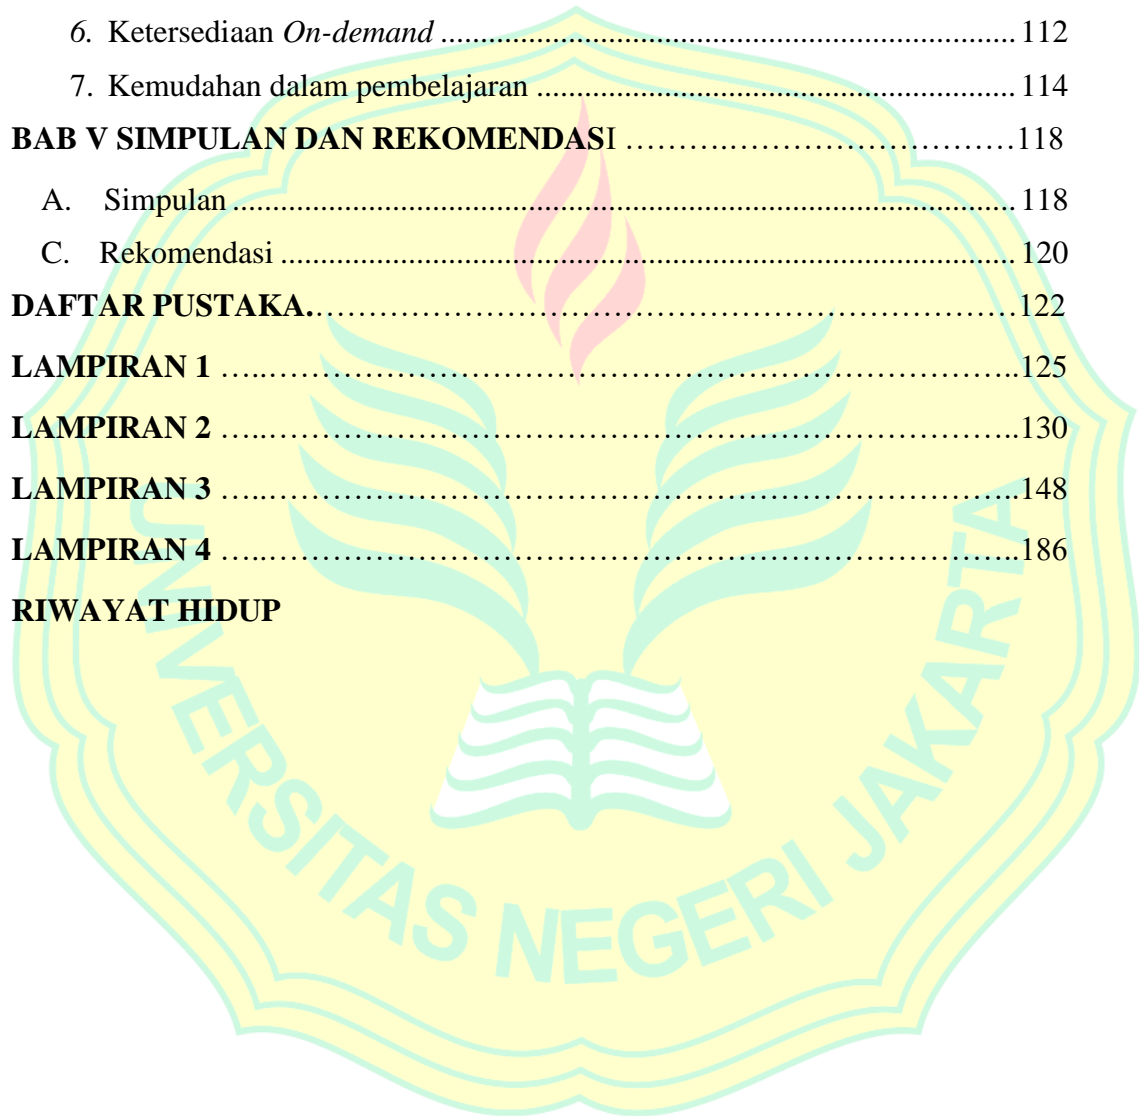 6. Ketersediaan On-demand ........................................................................ 112
7. Kemudahan dalam pembelajaran ............................................................ 114
BAB V SIMPULAN DAN REKOMENDASI ……….………………………………118
A. Simpulan .................................................................................................. 118
C. Rekomendasi ............................................................................................ 120
DAFTAR PUSTAKA.…………………………………………………………122
LAMPIRAN 1 …..………………………………………………………………..125
LAMPIRAN 2 …..………………………………………………………………..130
LAMPIRAN 3 …..………………………………………………………………..148
LAMPIRAN 4 …..………………………………………………………………..186
RIWAYAT HIDUP
UNIVERSITAS NEGERI JAKARTA